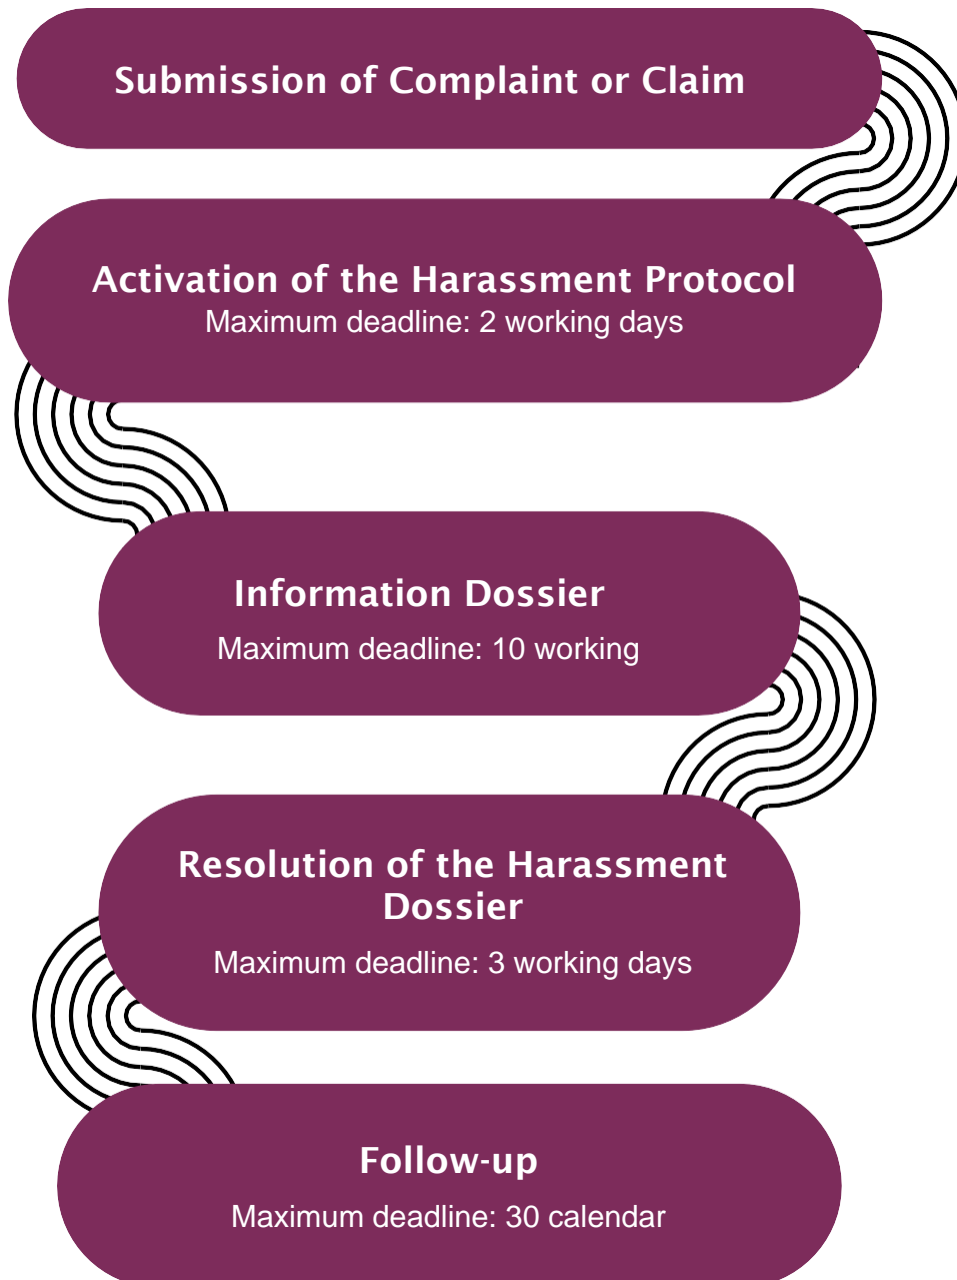 Submission of Complaint or Claim
Activation of the Harassment Protocol
Maximum deadline: 2 working days
Information Dossier
Maximum deadline: 10 working
Resolution of the Harassment
Dossier
Maximum deadline: 3 working days
Follow-up
Maximum deadline: 30 calendar